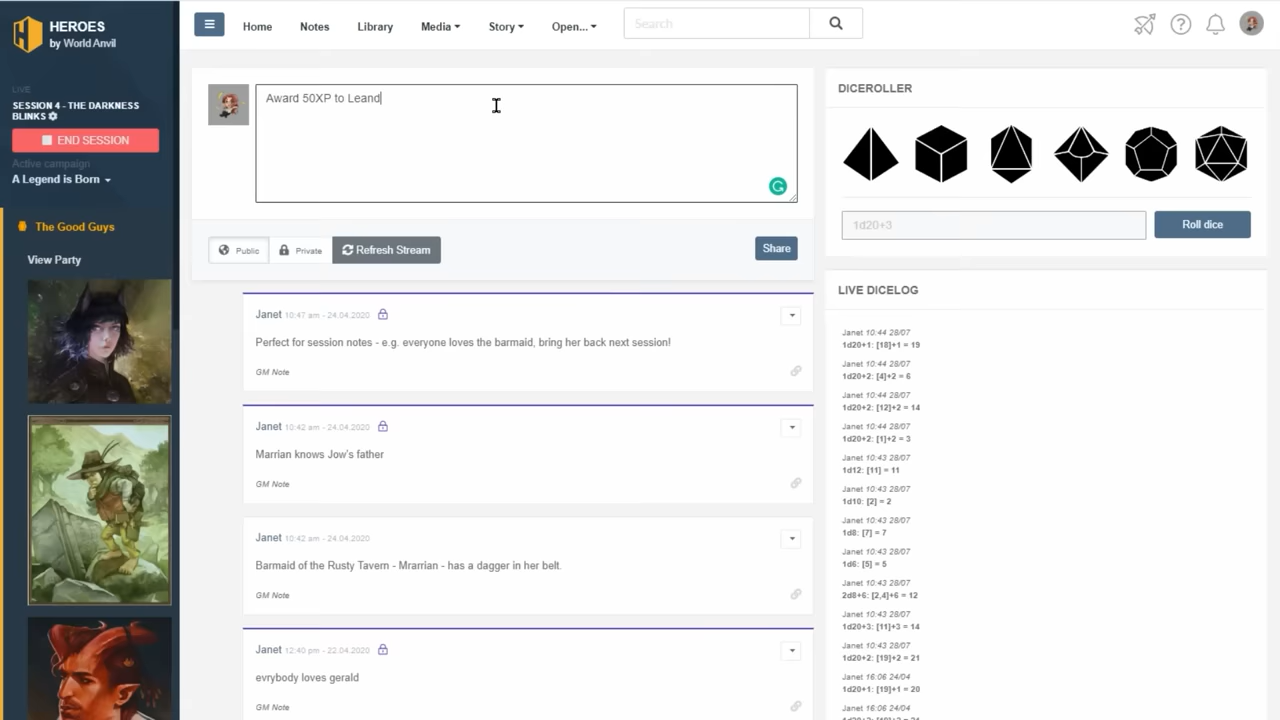 HEROES
by World Anvil
LIVE
SESSION 4 - THE DARKNESS
BLINKS
END SESSION
Active campaign
A Legend is Born
The Good Guys
View Party
Home
Notes
Library
Media
Story
Open...
Search
Award 50XP to Leand
Public
Private
Refresh Stream
Share
Janet 10:47 am - 24.04.2020
Perfect for session notes - e.g. everyone loves the barmaid, bring her back next session!
GM Note
Janet 10:42 am - 24.04.2020
Marrian knows Jow's father
GM Note
Janet 10:42 am - 24.04.2020
Barmaid of the Rusty Tavern - Mrarrian - has a dagger in her belt.
GM Note
Janet 12:40 pm - 22.04.2020
evrybody loves gerald
GM Note
DICEROLLER
1d20+3
Roll dice
LIVE DICELOG
Janet 10:44 28/07
1d20+1: [18]+1 = 19
Janet 10:44 28/07
1d20+2: [4]+2 = 6
Janet 10:44 28/07
1d20+2: [12]+2 = 14
Janet 10:44 28/07
1d20+2: [1]+2 = 3
Janet 10:43 28/07
1d12: [11] = 11
Janet 10:43 28/07
1d10: [2] = 2
Janet 10:43 28/07
1d8: [7] = 7
Janet 10:43 28/07
1d6: [5] = 5
Janet 10:43 28/07
2d8+6: [2,4]+6 = 12
Janet 10:43 28/07
1d20+3: [11]+3 = 14
Janet 10:43 28/07
1d20+2: [19]+2 = 21
Janet 16:06 24/04
1d20+1: [19]+1 = 20
Janet 16:06 24/04